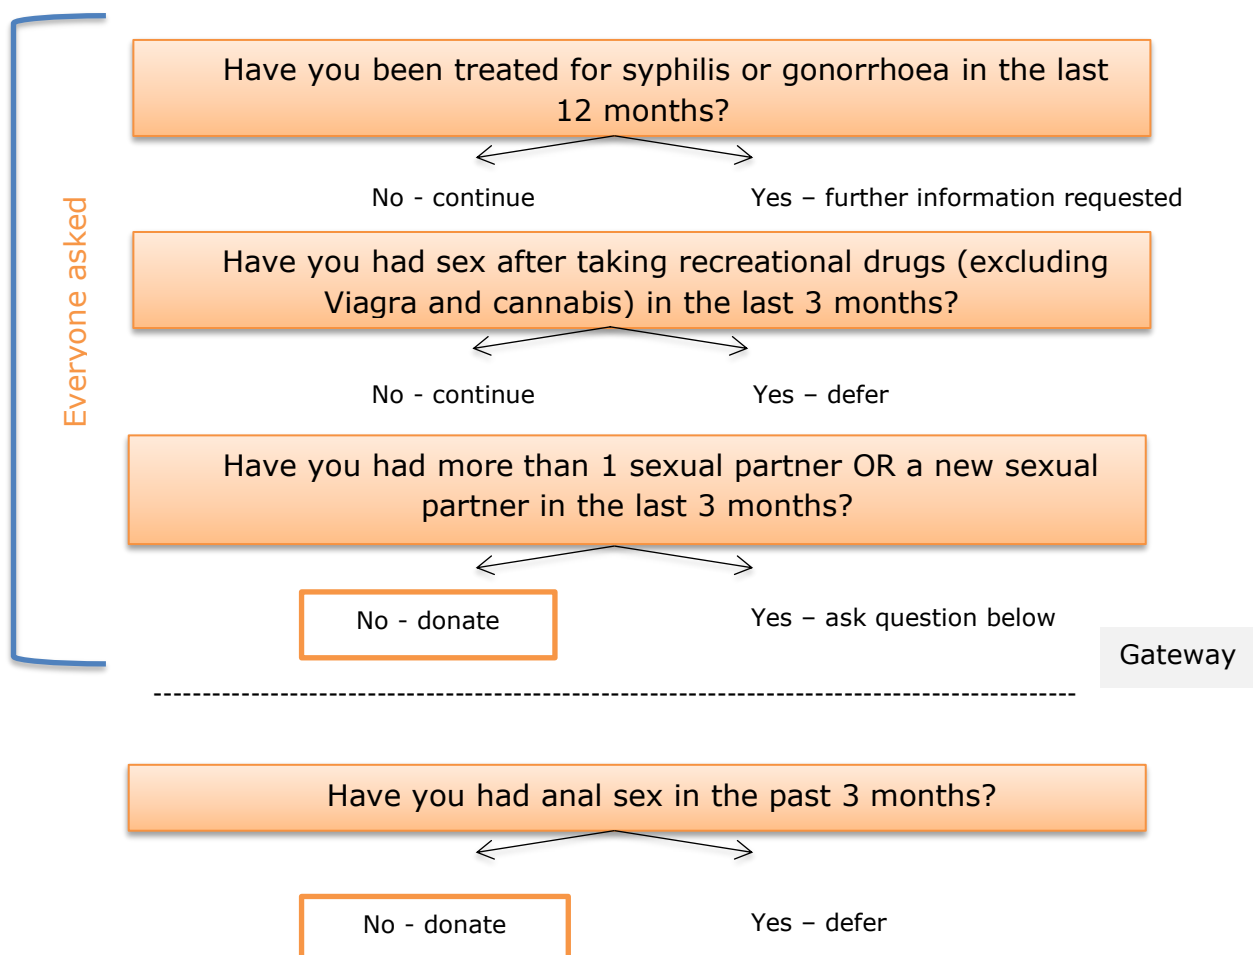 Everyone asked
Have you been treated for syphilis or gonorrhoea in the last
12 months?
No - continue
Yes – further information requested
Have you had sex after taking recreational drugs (excluding
Viagra and cannabis) in the last 3 months?
No - continue
Yes – defer
Have you had more than 1 sexual partner OR a new sexual
partner in the last 3 months?
No - donate
Yes – ask question below
Gateway
Have you had anal sex in the past 3 months?
No - donate
Yes – defer